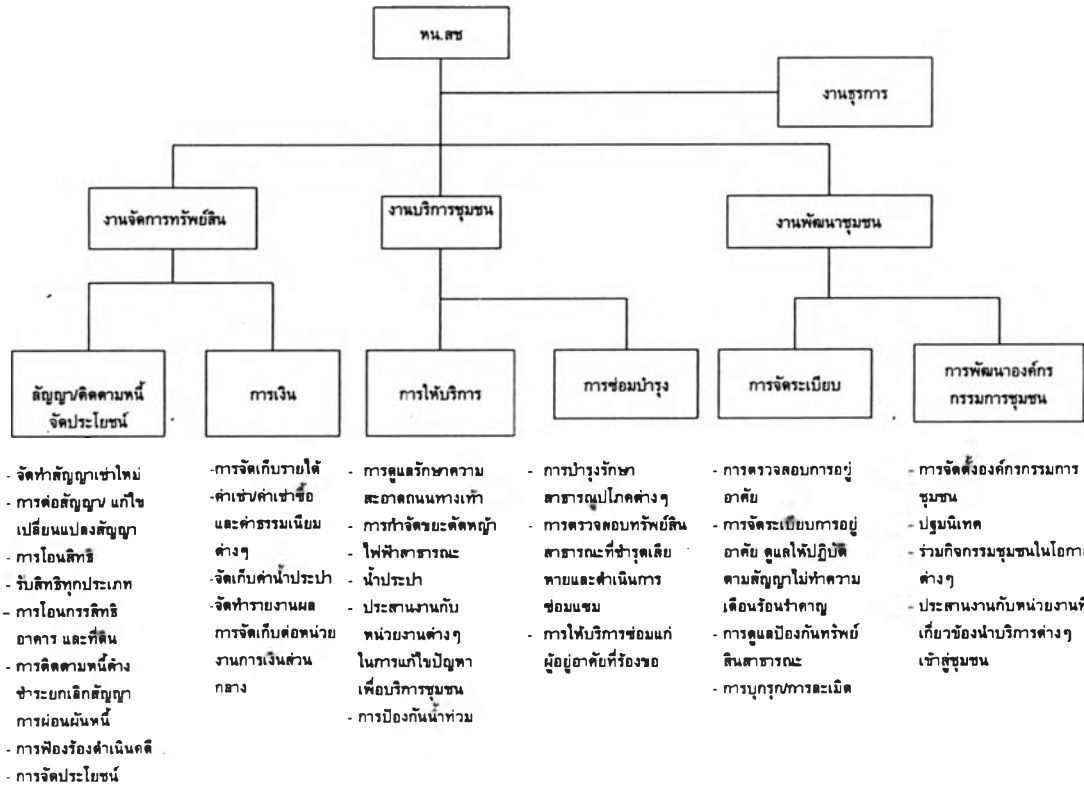 หน.สช
งานธุรการ
งานจัดการทรัพย์สิน
งานบริการชุมชน
งานพัฒนาชุมชน
สัญญา/ติดตามหนี้
จัดประโยชน์
การเงิน
การให้บริการ
การซ่อมบำรุง
การจัดระเบียบ
การพัฒนาองค์กร
กรรมการชุมชน
- จัดทำสัญญาเช่าใหม่
- การต่อสัญญา/ แก้ไข
เปลี่ยนแปลงสัญญา
- การโอนสิทธิ
- รับสิทธิทุกประเภท
- การโอนกรรสิทธิ
อาคาร และที่ดิน
- การติดตามหนี้ค้าง
ชำระยกเลิกสัญญา
การผ่อนผันหนี้
- การฟ้องร้องดำเนินคดี
- การจัดประโยชน์
-การจัดเก็บรายได้
-ค่าเช่า/ค่าเช่าซื้อ
และค่าธรรมเนียม
ต่างๆ
-จัดเก็บค่าน้ำประปา
-จัดทำรายงานผล
การจัดเก็บต่อหน่วย
งานการเงินส่วน
กลาง
- การดูแลรักษาความ
สะอาดถนนทางเท้า
- การกำจัดขยะตัดหญ้า
- ไฟฟ้าสาธารณะ
- น้ำประปา
- ประสานงานกับ
หน่วยงานต่างๆ
ในการแก้ไขปัญหา
เพื่อบริการชุมชน
- การป้องกันน้ำท่วม
- การบำรุงรักษา
สาธารณูปโภคต่างๆ
- การตรวจสอบทรัพย์สิน
สาธารณะที่ชำรุดเสีย
หายและดำเนินการ
ซ่อมแซม
- การให้บริการซ่อมแก่
ผู้อยู่อาศัยที่ร้องขอ
- การตรวจสอบการอยู่
อาศัย
- การจัดระเบียบการอยู่
อาศัย ดูแลให้ปฏิบัติ
ตามสัญญาไม่ทำความ
เดือนร้อนรำคาญ
- การดูแลป้องกันทรัพย์
สินสาธารณะ
- การบุกรุก/การละเมิด
- การจัดตั้งองค์กรกรรมการ
ชุมชน
- ปฐมนิเทศ
- ร่วมกิจกรรมชุมชนในโอกาส
ต่างๆ
- ประสานงานกับหน่วยงานที่
เกี่ยวข้องนำบริการต่างๆ
เข้าสู่ชุมชน